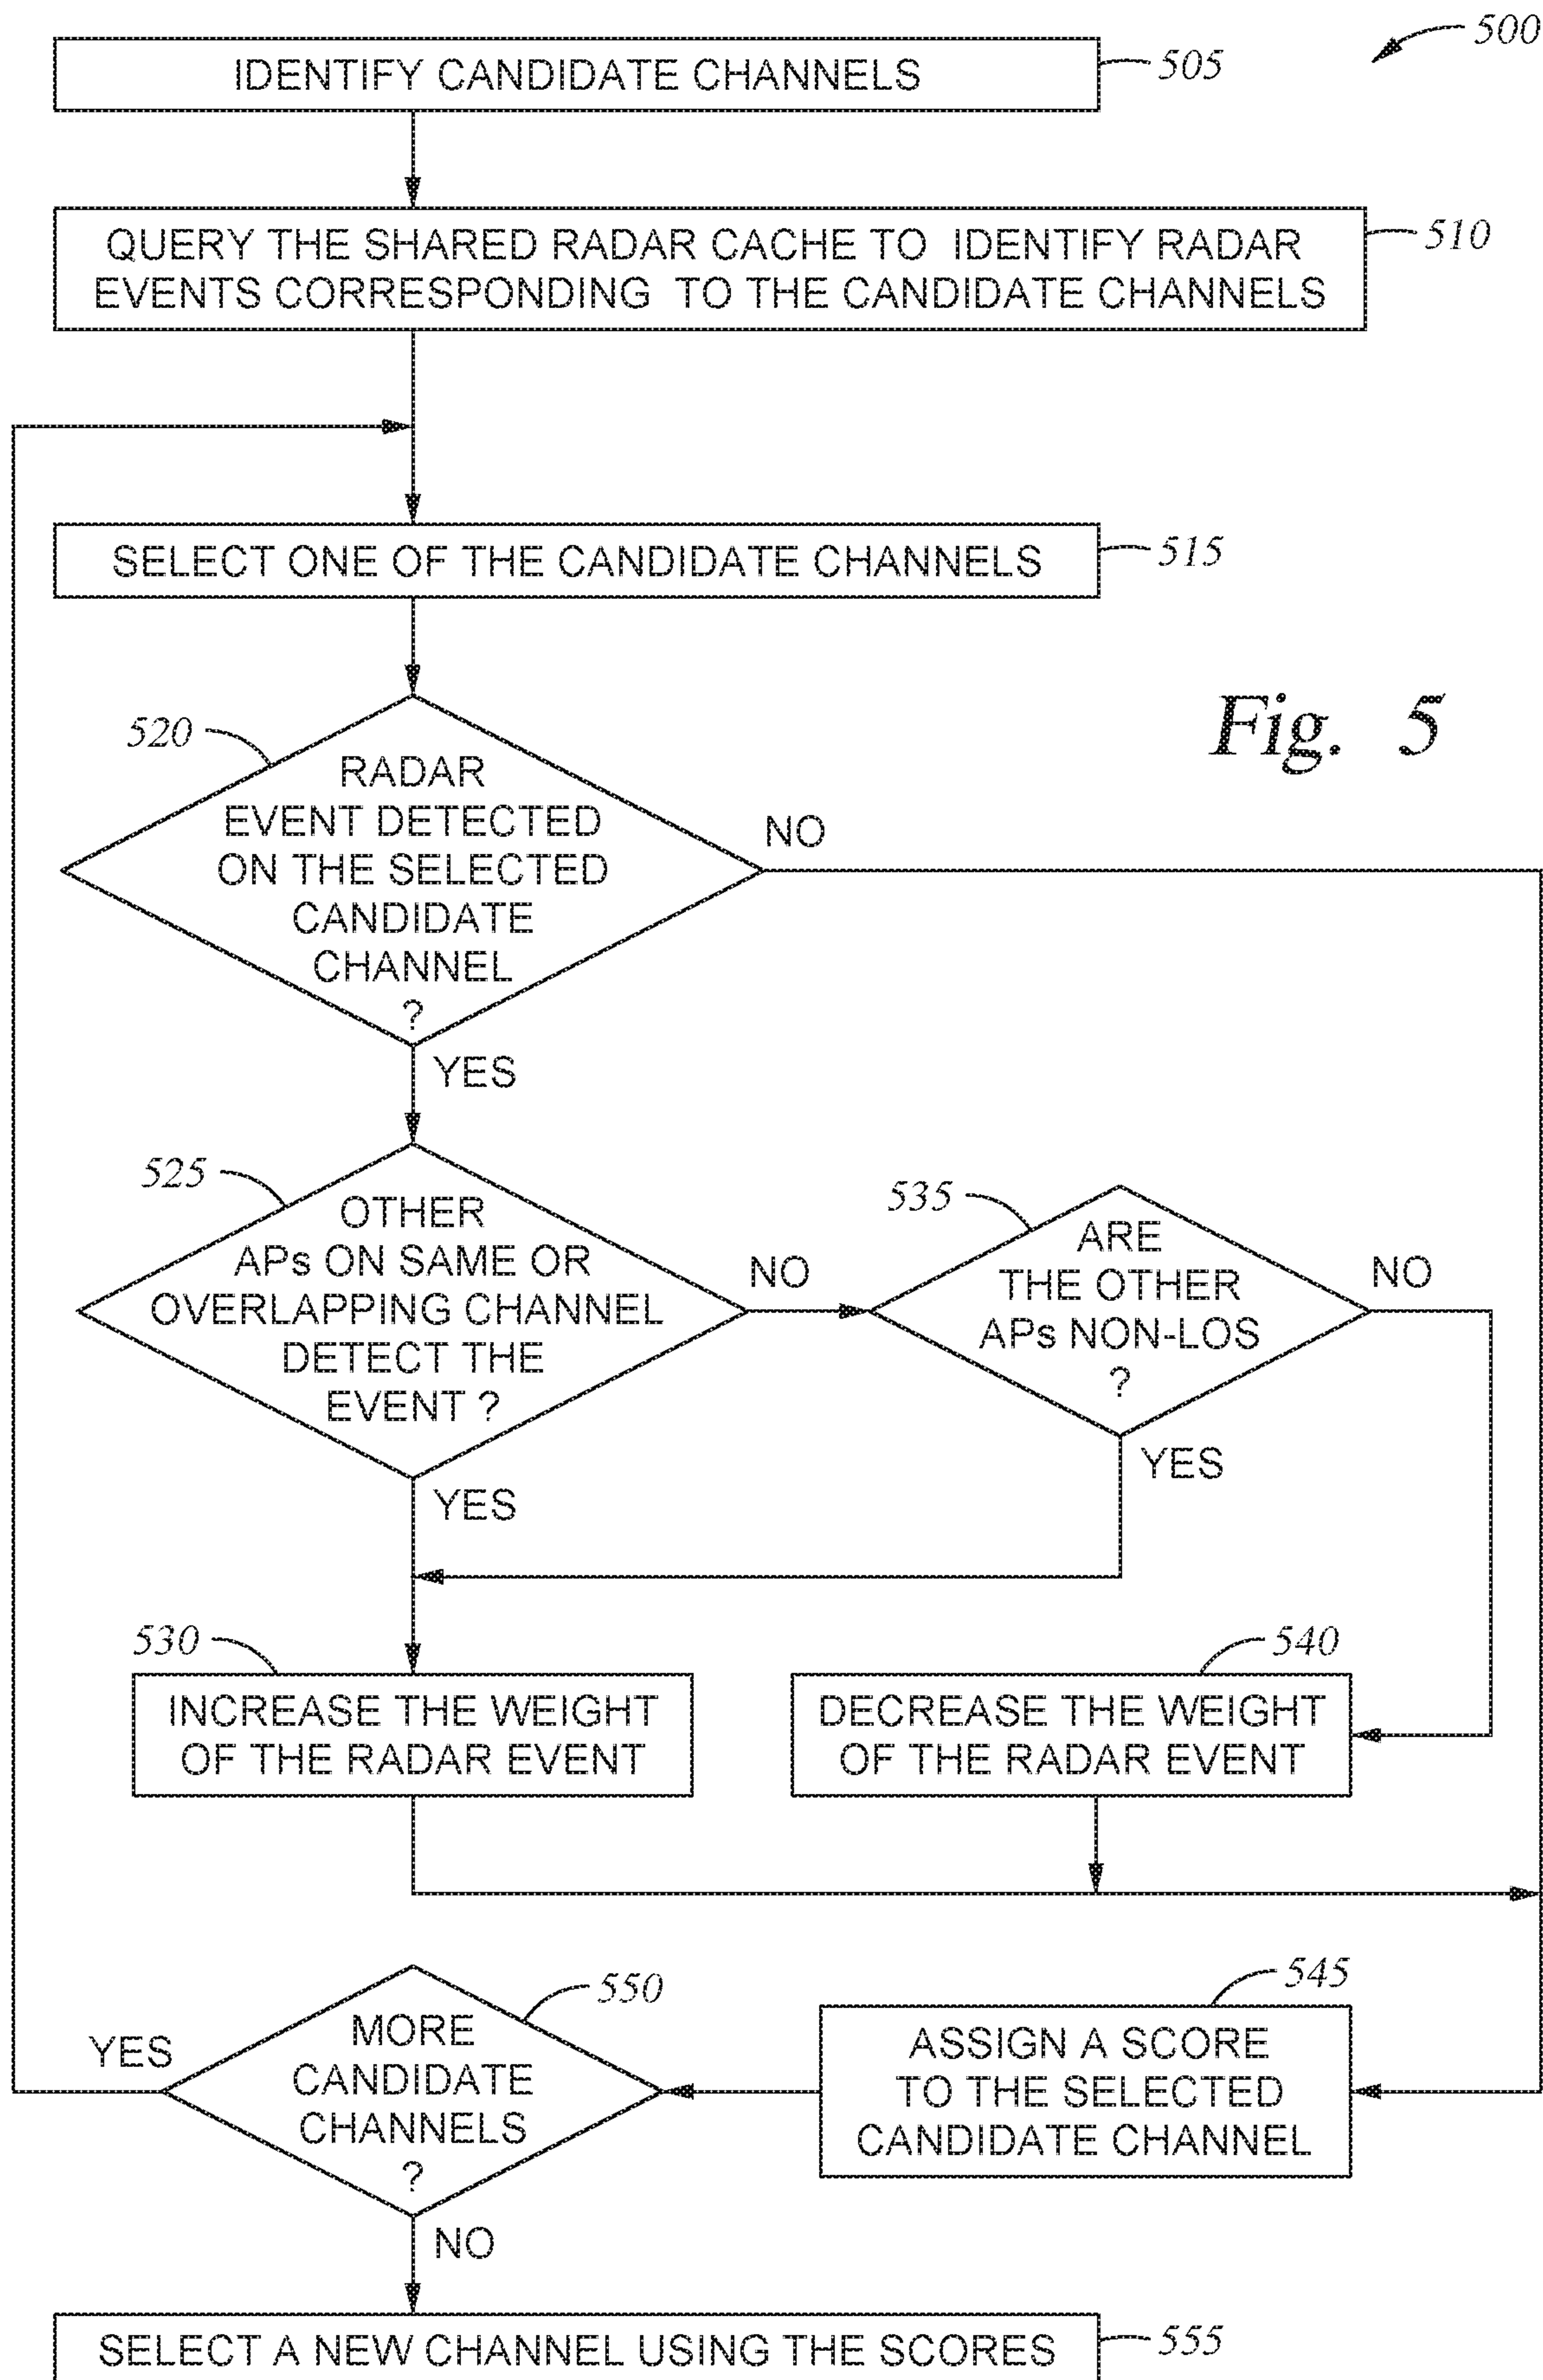 500
IDENTIFY CANDIDATE CHANNELS
505
QUERY THE SHARED RADAR CACHE TO IDENTIFY RADAR
EVENTS CORRESPONDING TO THE CANDIDATE CHANNELS
510
SELECT ONE OF THE CANDIDATE CHANNELS
515
Fig. 5
520
RADAR
EVENT DETECTED
ON THE SELECTED
CANDIDATE
CHANNEL
?
NO
YES
525
OTHER
APs ON SAME OR
OVERLAPPING CHANNEL
DETECT THE
EVENT ?
NO
YES
535
ARE
THE OTHER
APs NON-LOS
?
NO
YES
530
INCREASE THE WEIGHT
OF THE RADAR EVENT
540
DECREASE THE WEIGHT
OF THE RADAR EVENT
545
ASSIGN A SCORE
TO THE SELECTED
CANDIDATE CHANNEL
550
MORE
CANDIDATE
CHANNELS
?
YES
NO
SELECT A NEW CHANNEL USING THE SCORES
555